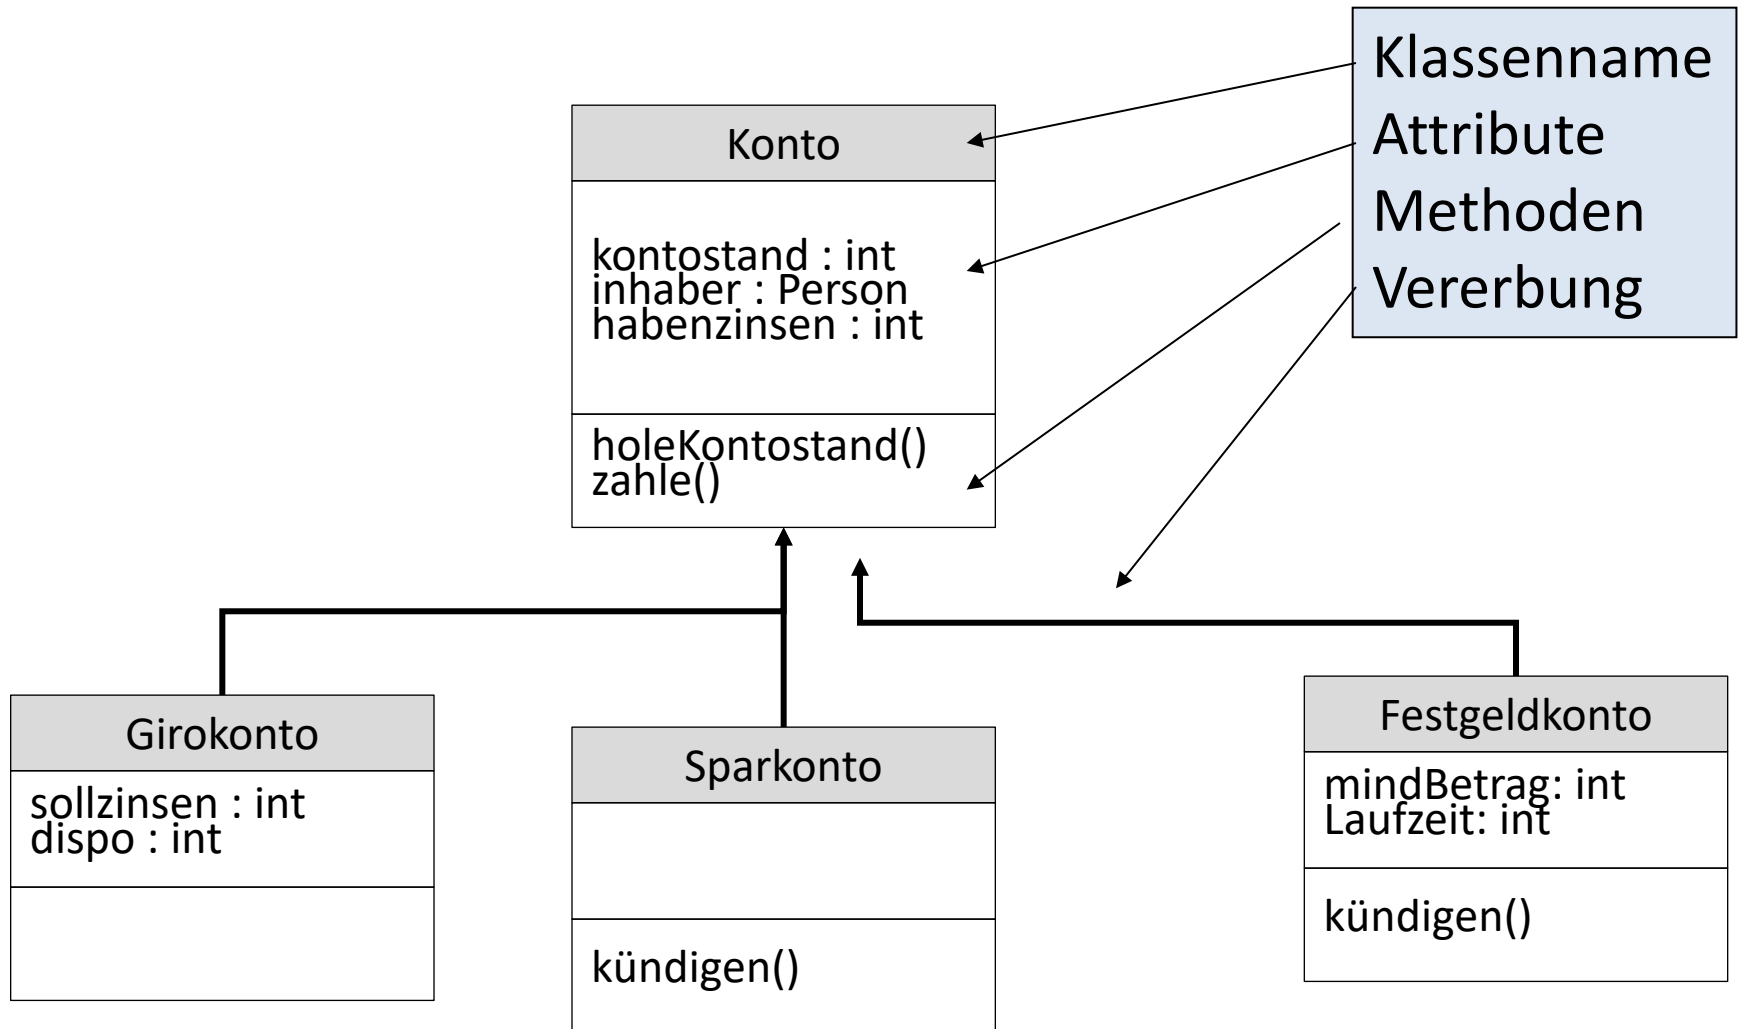 Klassenname
Attribute
Methoden
Vererbung
Konto
kontostand : int
inhaber : Person
habenzinsen : int
holeKontostand()
zahle()
Girokonto
sollzinsen : int
dispo : int
Sparkonto
kündigen()
Festgeldkonto
mindBetrag: int
Laufzeit: int
kündigen()